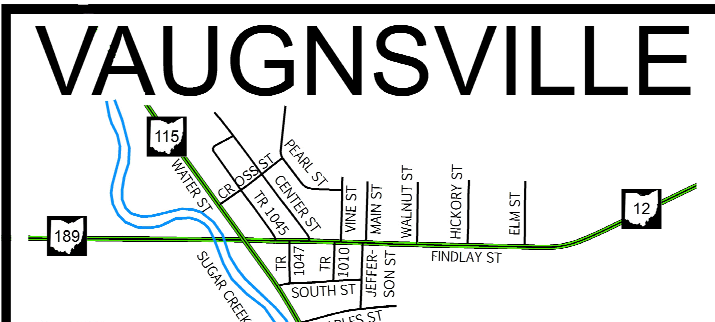 VAUGNSVILLE
115
PEARL ST
CROSS ST
WATER ST
CENTER ST
TR 1045
VINE ST
MAIN ST
WALNUT ST
HICKORY ST
ELM ST
12
189
FINDLAY ST
TR
1047
TR
1010
JEFFER-
SON ST
SUGAR CREEK
SOUTH ST